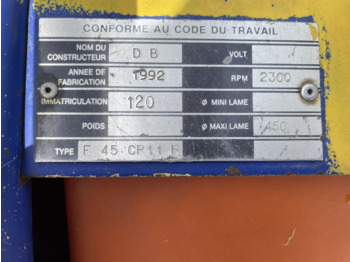 CONFORME AU CODE DU TRAVAIL
NOM DU CONSTRUCTEUR D B VOLT
ANNEE DE FABRICATION 1992 RPM 2300
IMMATRICULATION 120 Ø MINI LAME
POIDS Ø MAXI LAME 450
TYPE F 45 CR11